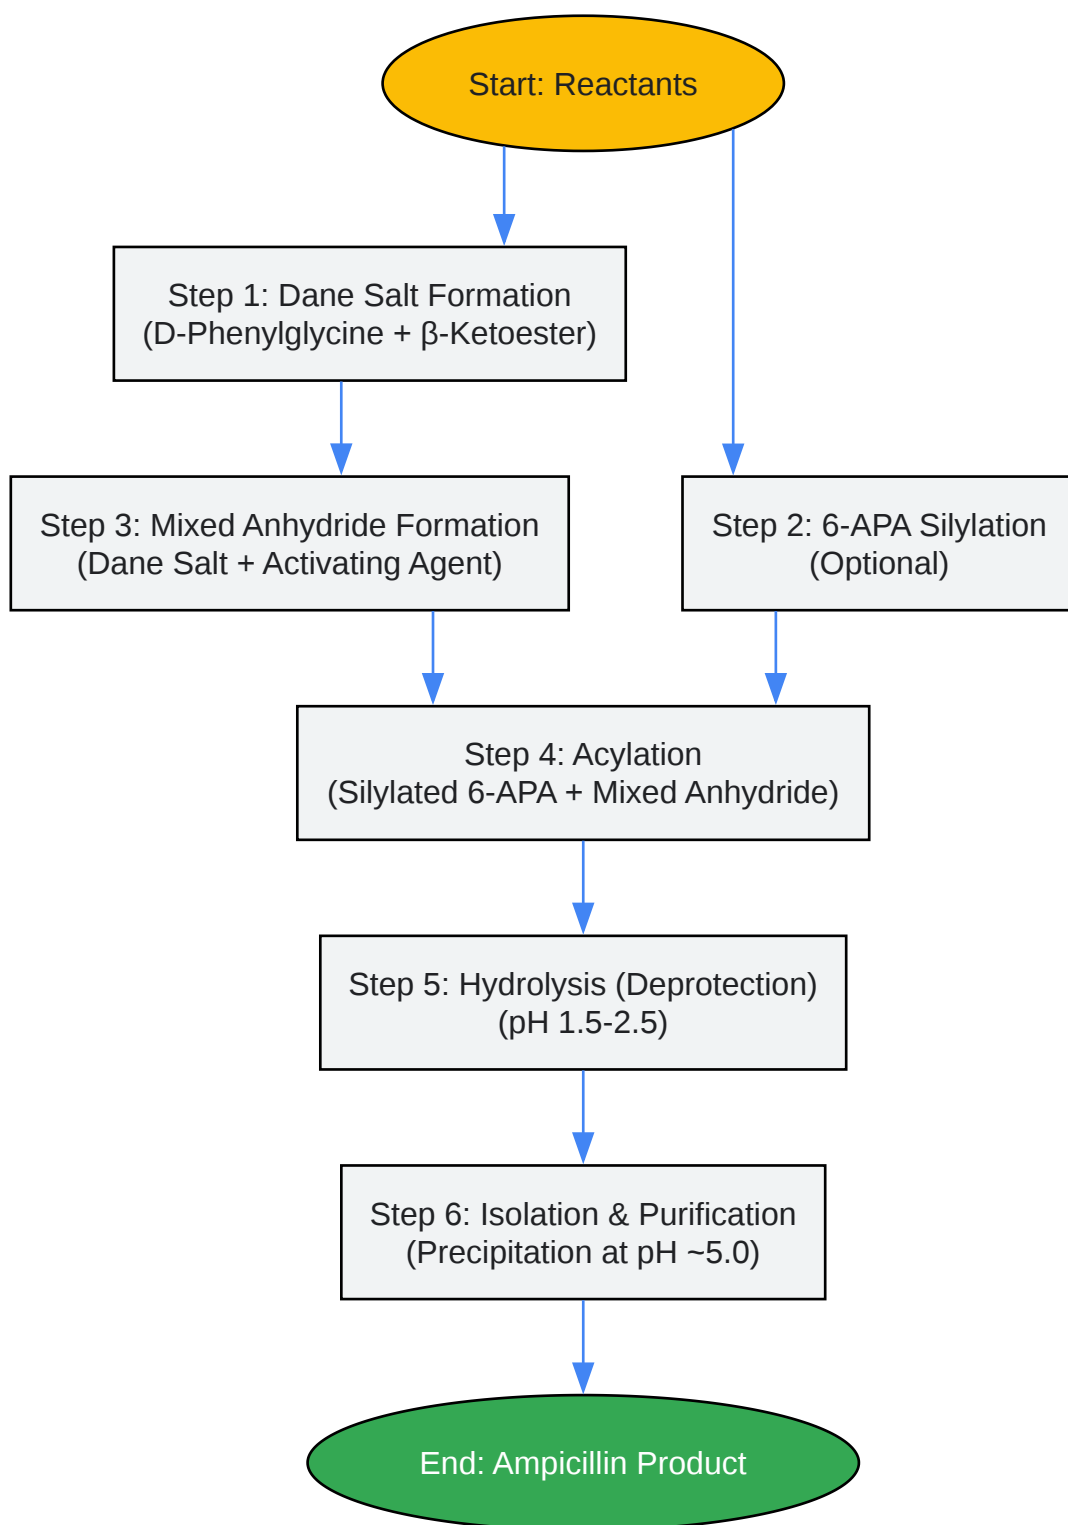 Start: Reactants
Step 1: Dane Salt Formation
(D-Phenylglycine + β-Ketoester)
Step 3: Mixed Anhydride Formation
(Dane Salt + Activating Agent)
Step 2: 6-APA Silylation
(Optional)
Step 4: Acylation
(Silylated 6-APA + Mixed Anhydride)
Step 5: Hydrolysis (Deprotection)
(pH 1.5-2.5)
Step 6: Isolation & Purification
(Precipitation at pH ~5.0)
End: Ampicillin Product